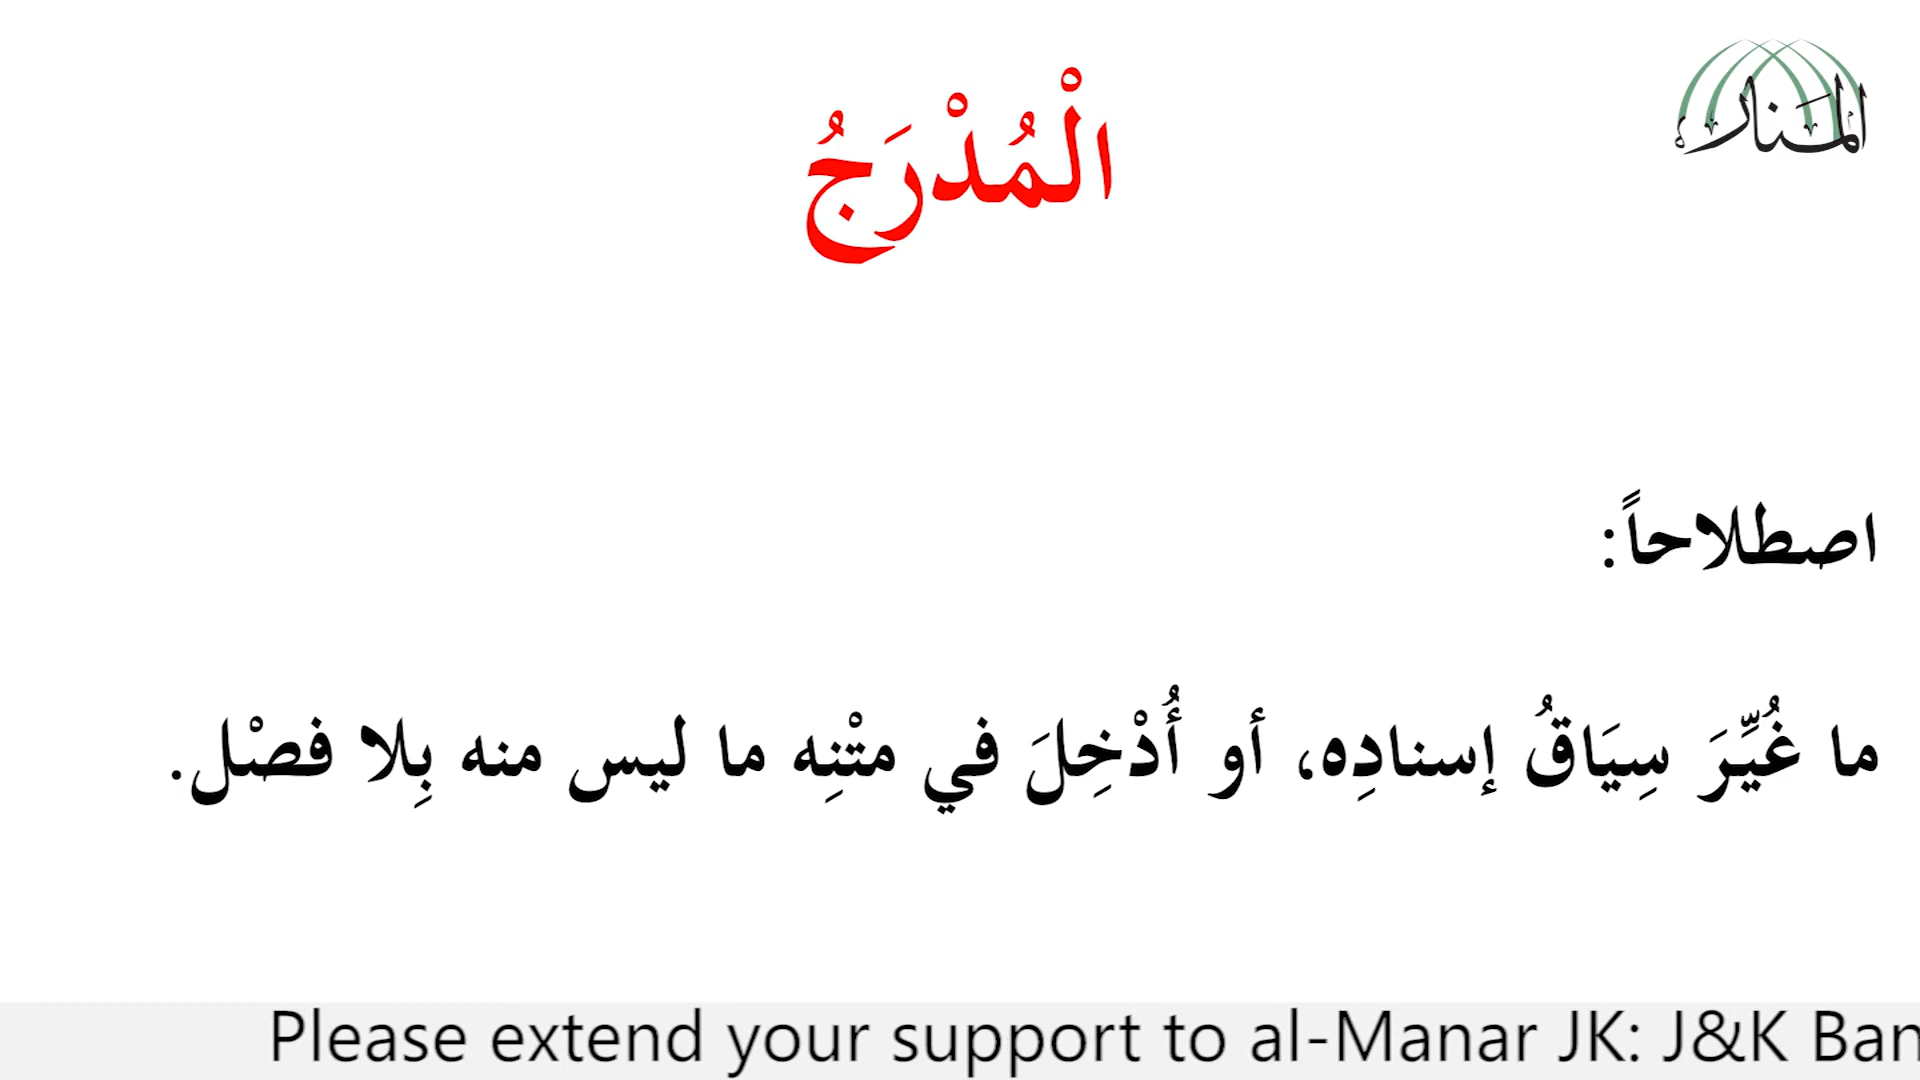 المنار
الْمُدْرَجُ
اصطلاحاً:
ما غُيِّرَ سِيَاقُ إسنادِه، أو أُدْخِلَ في متْنِه ما ليس منه بِلا فصْل.
Please extend your support to al-Manar JK: J&K Ban